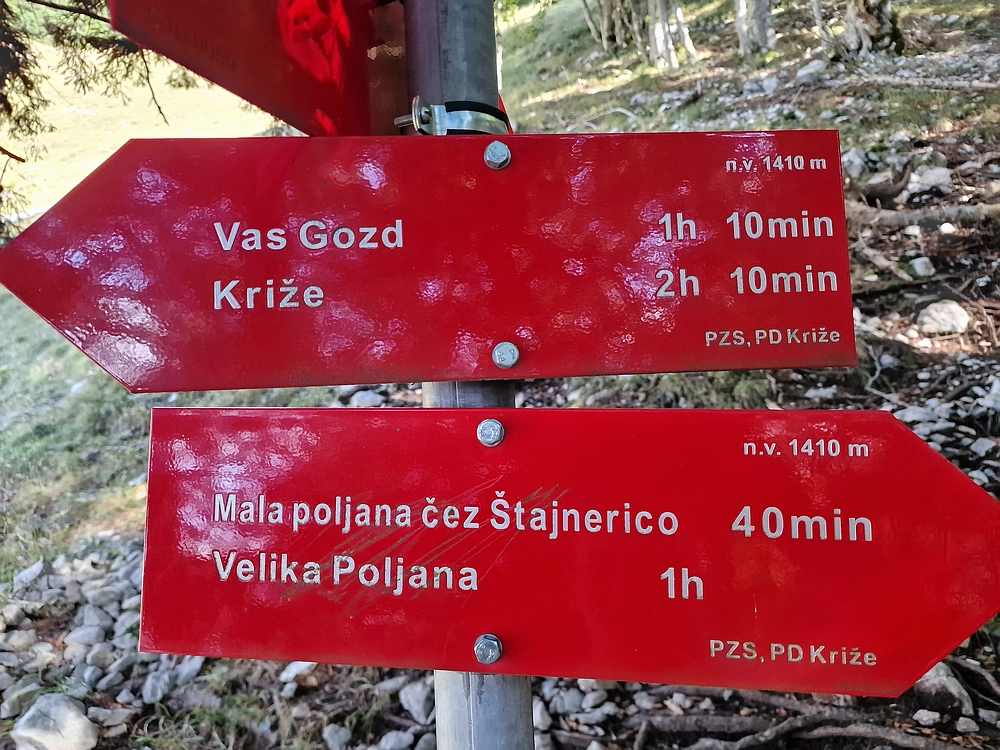 n.v. 1410 m
Vas Gozd 1h 10min
Križe 2h 10min
PZS, PD Križe
n.v. 1410 m
Mala poljana čez Štajnerico 40min
Velika Poljana 1h
PZS, PD Križe